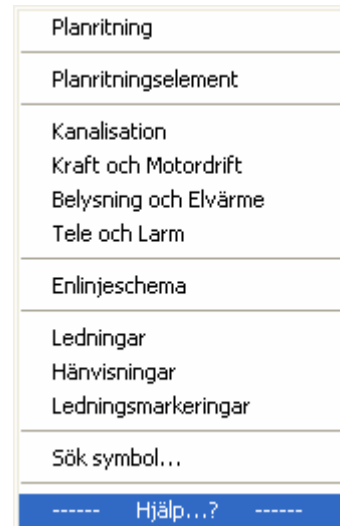 Planritning
Planritningselement
Kanalisation
Kraft och Motordrift
Belysning och Elvärme
Tele och Larm
Enlinjeschema
Ledningar
Hänvisningar
Ledningsmarkeringar
Sök symbol...
------ Hjälp...? ------